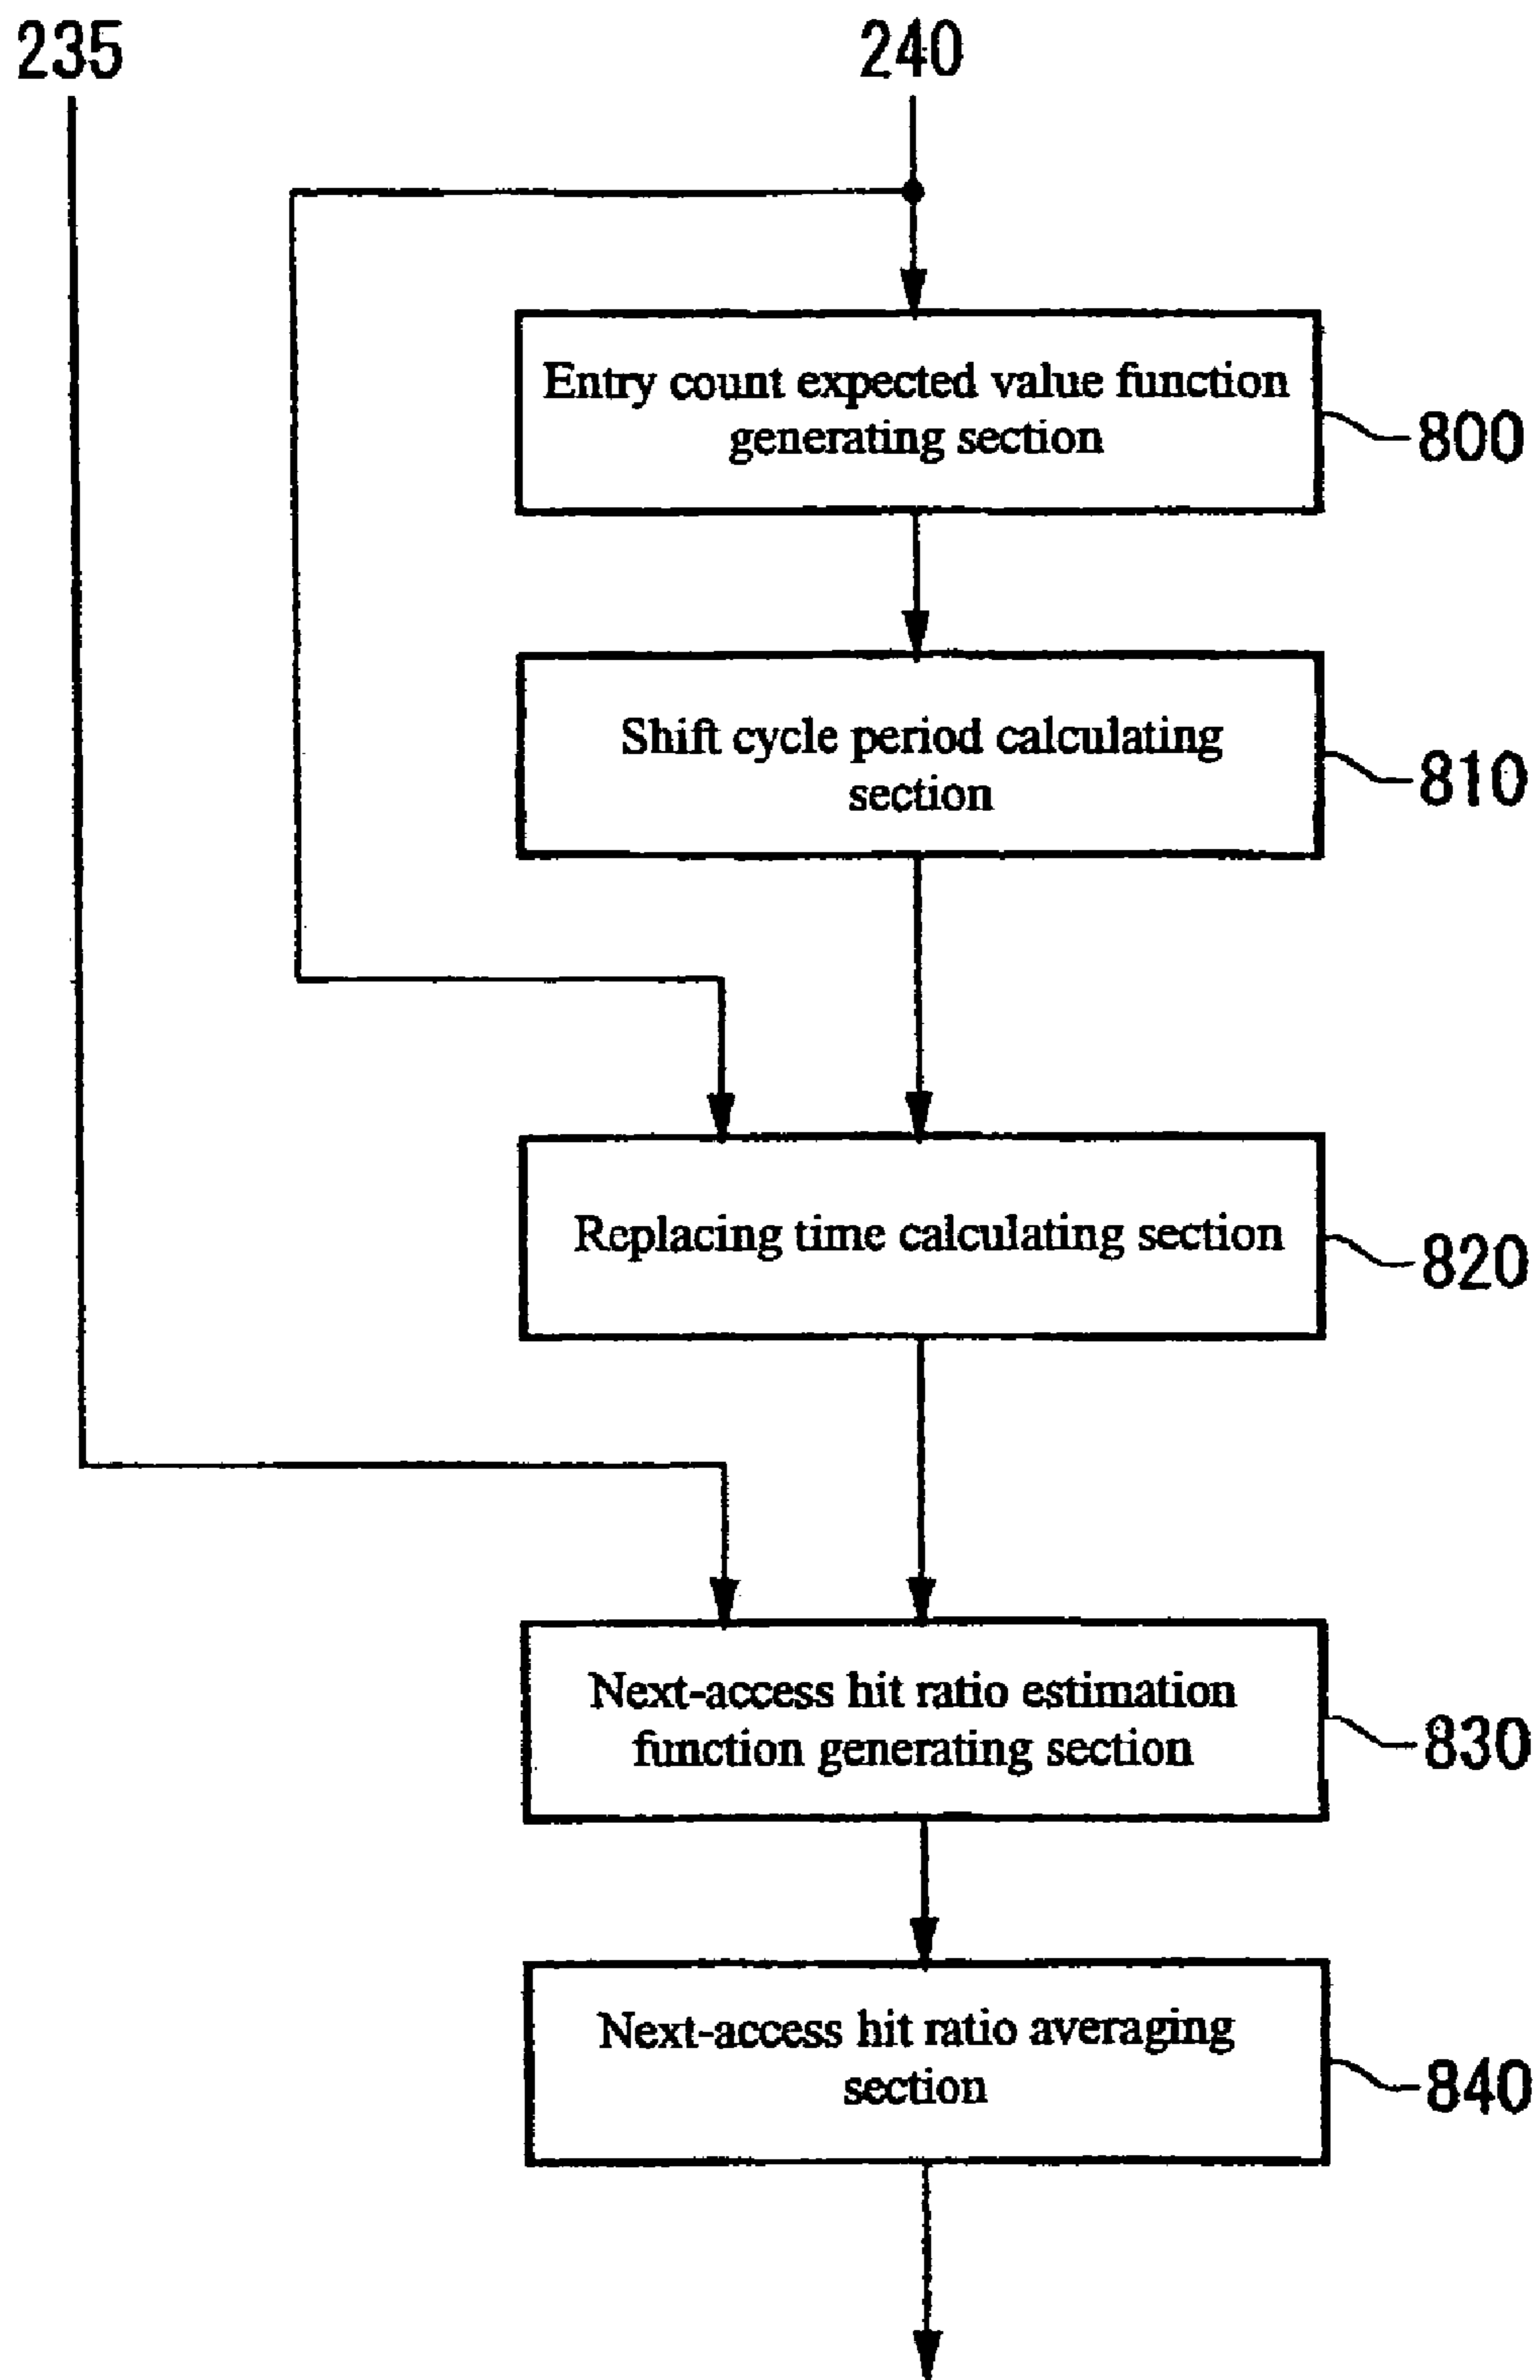 235
240
Entry count expected value function
generating section
800
Shift cycle period calculating
section
810
Replacing time calculating section
820
Next-access hit ratio estimation
function generating section
830
Next-access hit ratio averaging
section
840